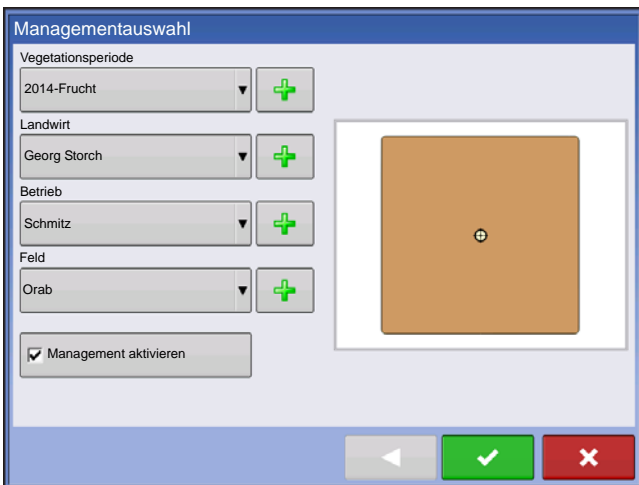 Managementauswahl
Vegetationsperiode
2014-Frucht
Landwirt
Georg Storch
Betrieb
Schmitz
Feld
Orab
Management aktivieren